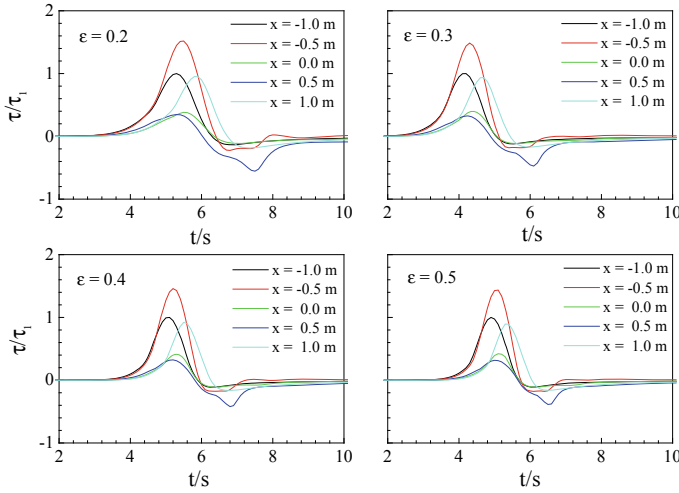 ε = 0.2
x = -1.0 m
x = -0.5 m
x = 0.0 m
x = 0.5 m
x = 1.0 m
2
1
0
-1
τ/τ₁
2 4 6 8 10
t/s
ε = 0.3
x = -1.0 m
x = -0.5 m
x = 0.0 m
x = 0.5 m
x = 1.0 m
2 4 6 8 10
t/s
ε = 0.4
x = -1.0 m
x = -0.5 m
x = 0.0 m
x = 0.5 m
x = 1.0 m
2
1
0
-1
τ/τ₁
2 4 6 8 10
t/s
ε = 0.5
x = -1.0 m
x = -0.5 m
x = 0.0 m
x = 0.5 m
x = 1.0 m
2 4 6 8 10
t/s